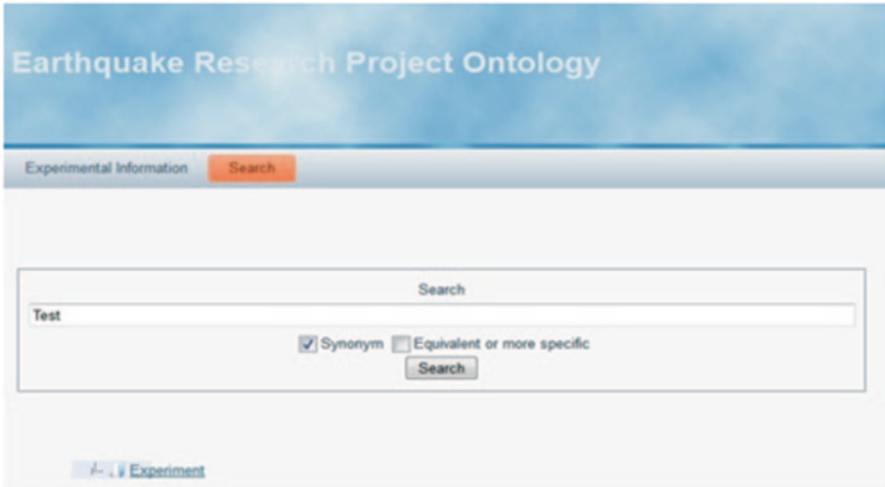 Earthquake Research Project Ontology
Experimental Information Search
Search
Test
Synonym Equivalent or more specific
Search
Experiment